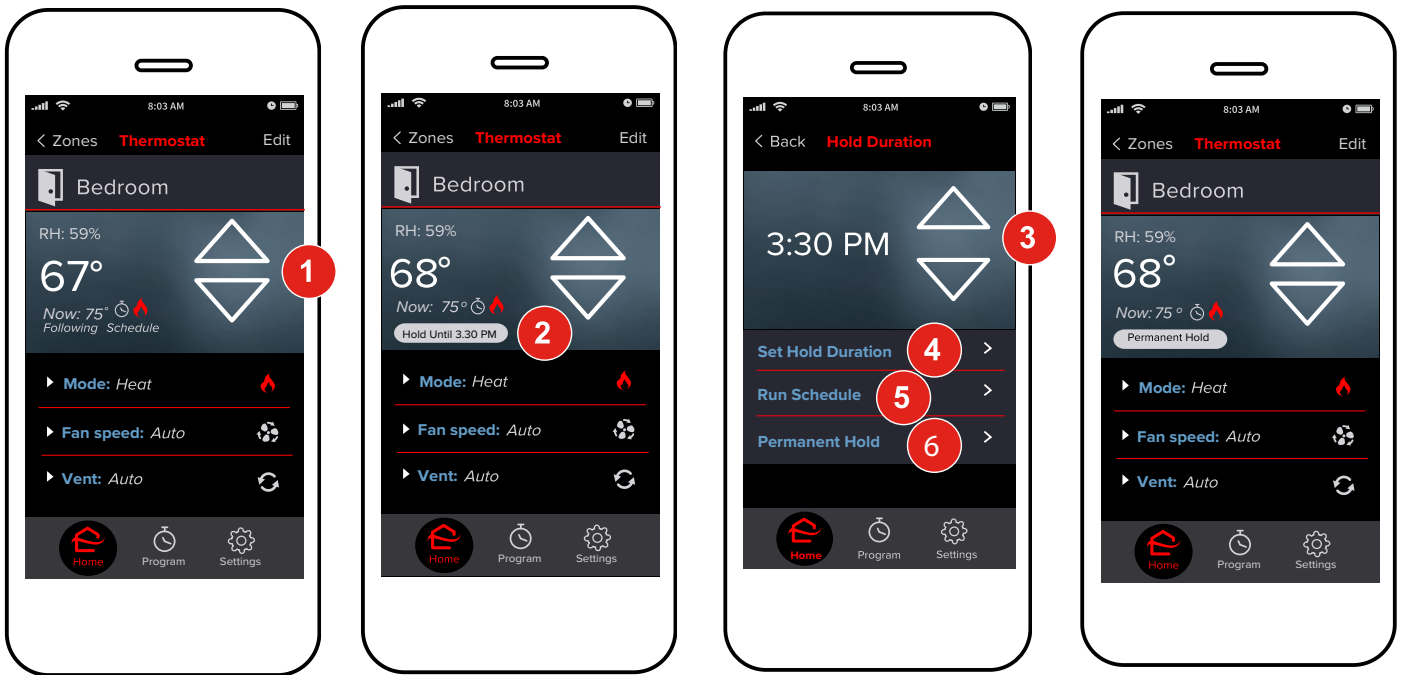 8:03 AM
< Zones Thermostat Edit
Bedroom
RH: 59%
67°
1
Now: 75°
Following Schedule
Mode: Heat
Fan speed: Auto
Vent: Auto
Home Program Settings
8:03 AM
< Zones Thermostat Edit
Bedroom
RH: 59%
68°
Now: 75°
Hold Until 3.30 PM
2
Mode: Heat
Fan speed: Auto
Vent: Auto
Home Program Settings
8:03 AM
< Back Hold Duration
3:30 PM
3
Set Hold Duration 4 >
Run Schedule 5 >
Permanent Hold 6 >
Home Program Settings
8:03 AM
< Zones Thermostat Edit
Bedroom
RH: 59%
68°
Now: 75°
Permanent Hold
Mode: Heat
Fan speed: Auto
Vent: Auto
Home Program Settings